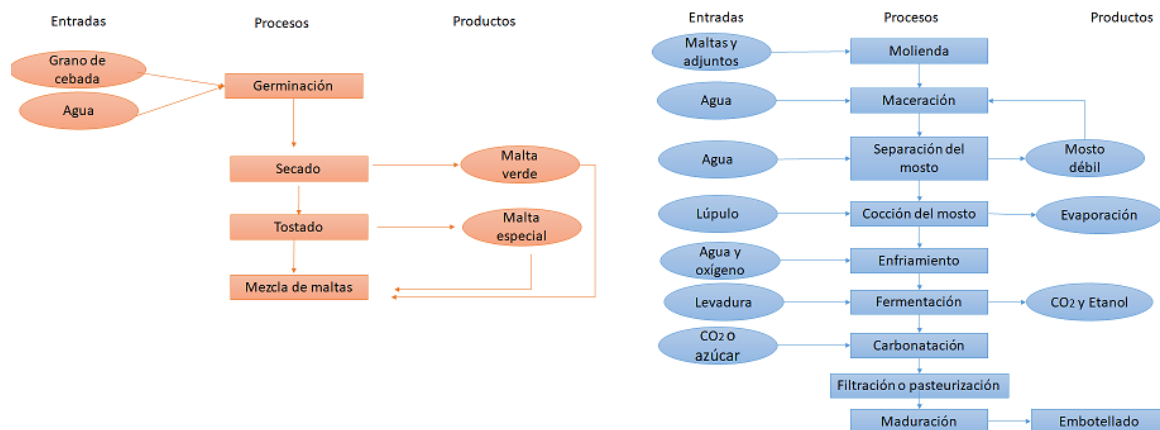 Entradas
Procesos
Productos
Grano de
cebada
Agua
Germinación
Secado
Malta
verde
Tostado
Malta
especial
Mezcla de maltas
Entradas
Procesos
Productos
Maltas y
adjuntos
Molienda
Agua
Maceración
Agua
Separación del
mosto
Mosto
débil
Lúpulo
Cocción del mosto
Evaporación
Agua y
oxígeno
Enfriamiento
Levadura
Fermentación
CO2 y Etanol
CO2 o
azúcar
Carbonatación
Filtración o pasteurización
Maduración
Embotellado